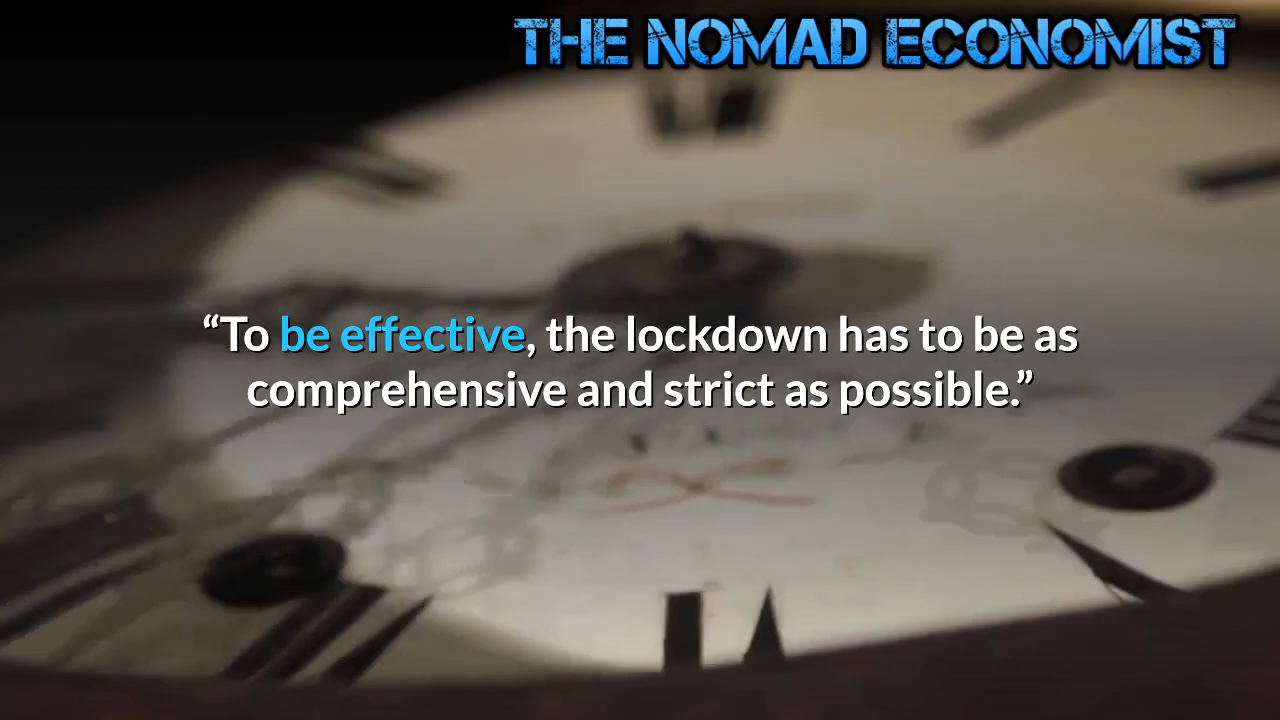 THE NOMAD ECONOMIST
“To be effective, the lockdown has to be as
comprehensive and strict as possible.”